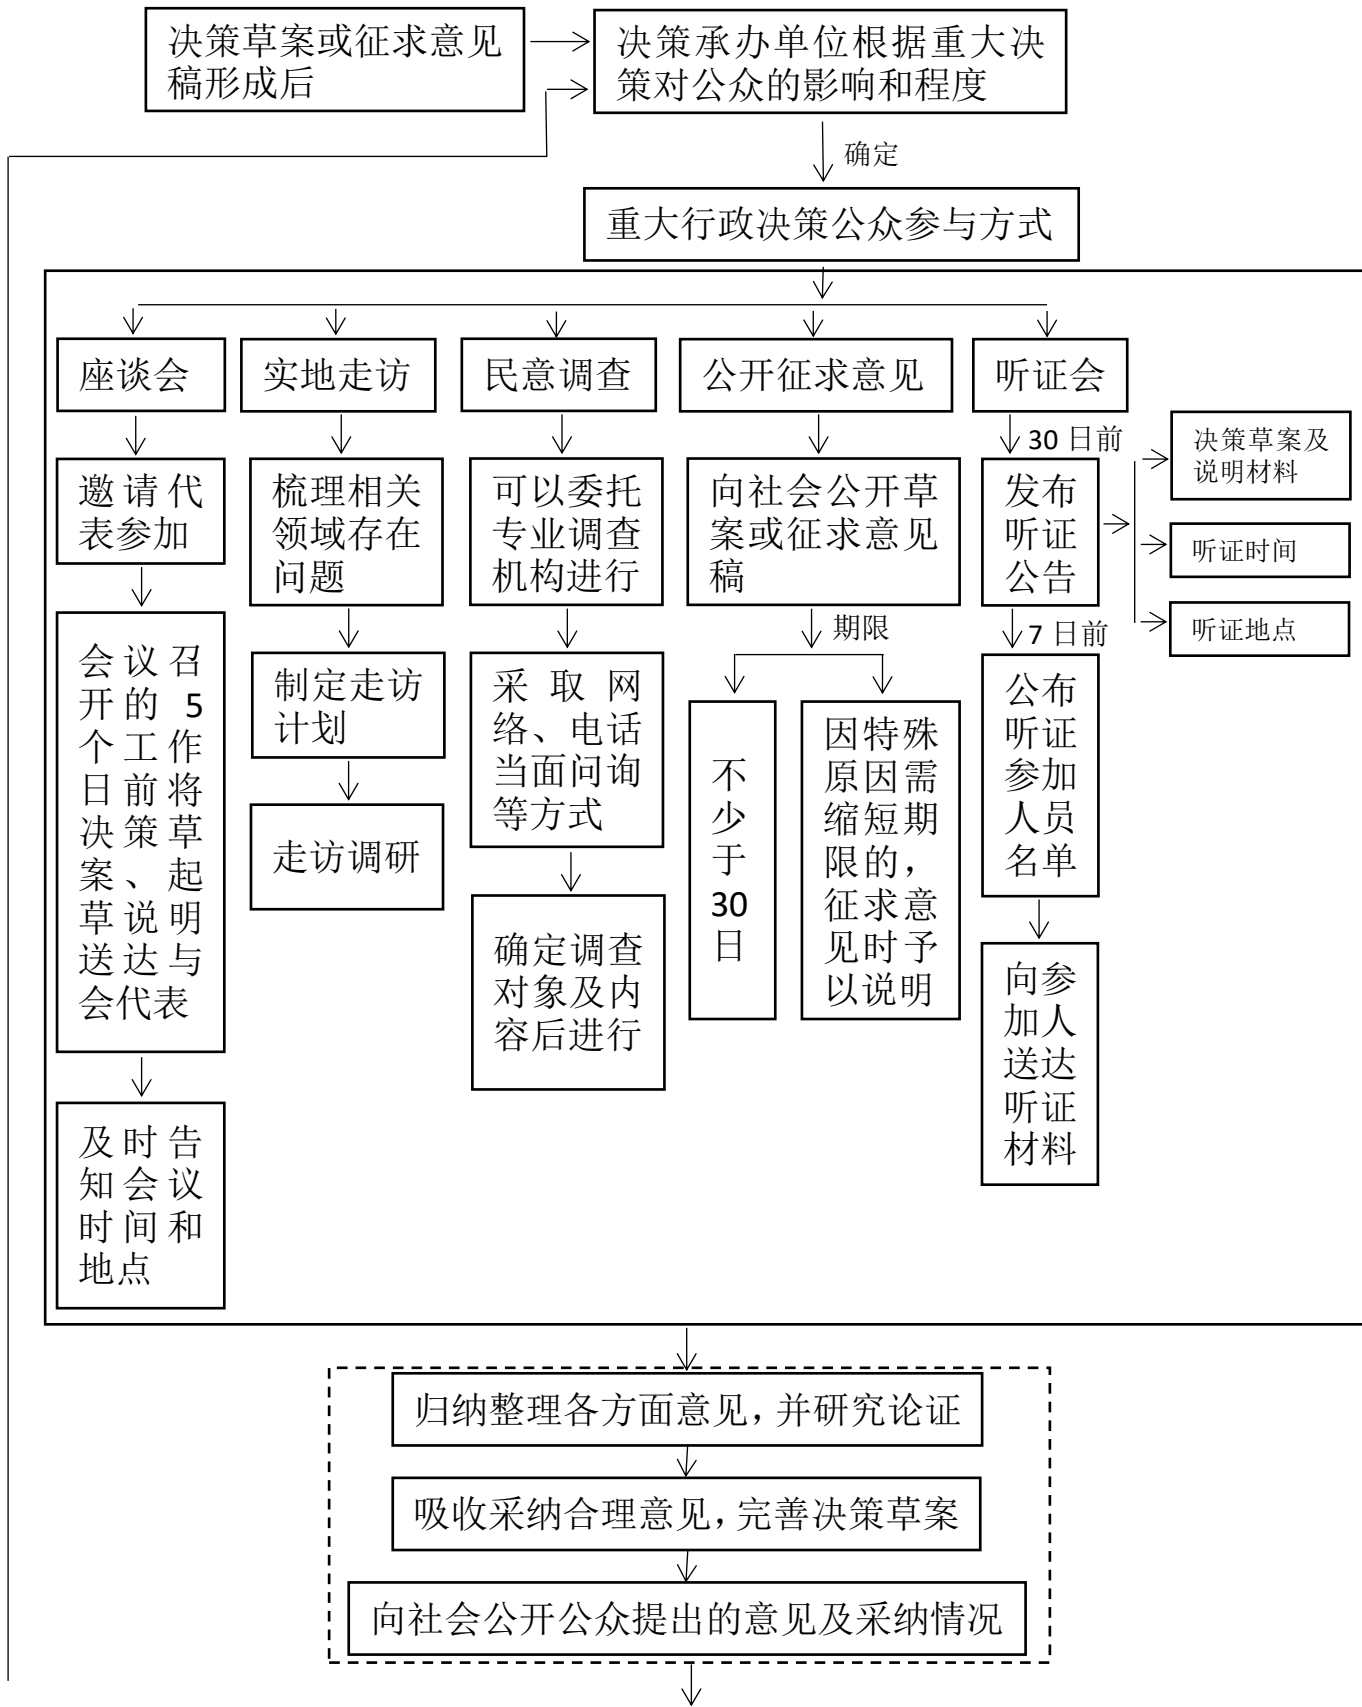 决策草案或征求意见
稿形成后
决策承办单位根据重大决
策对公众的影响和程度
确定
重大行政决策公众参与方式
座谈会
实地走访
民意调查
公开征求意见
听证会
邀请代
表参加
会议召
开的 5
个工作
日前将
决策草
案、起
草说明
送达与
会代表
及时告
知会议
时间和
地点
梳理相关
领域存在
问题
制定走访
计划
走访调研
可以委托
专业调查
机构进行
采取网
络、电话
当面问询
等方式
确定调查
对象及内
容后进行
向社会公开草
案或征求意见
稿
期限
不
少
于
30
日
因特殊
原因需
缩短期
限的，
征求意
见时予
以说明
30 日前
发布
听证
公告
决策草案及
说明材料
听证时间
听证地点
7 日前
公布
听证
参加
人员
名单
向参
加人
送达
听证
材料
归纳整理各方面意见，并研究论证
吸收采纳合理意见，完善决策草案
向社会公开公众提出的意见及采纳情况